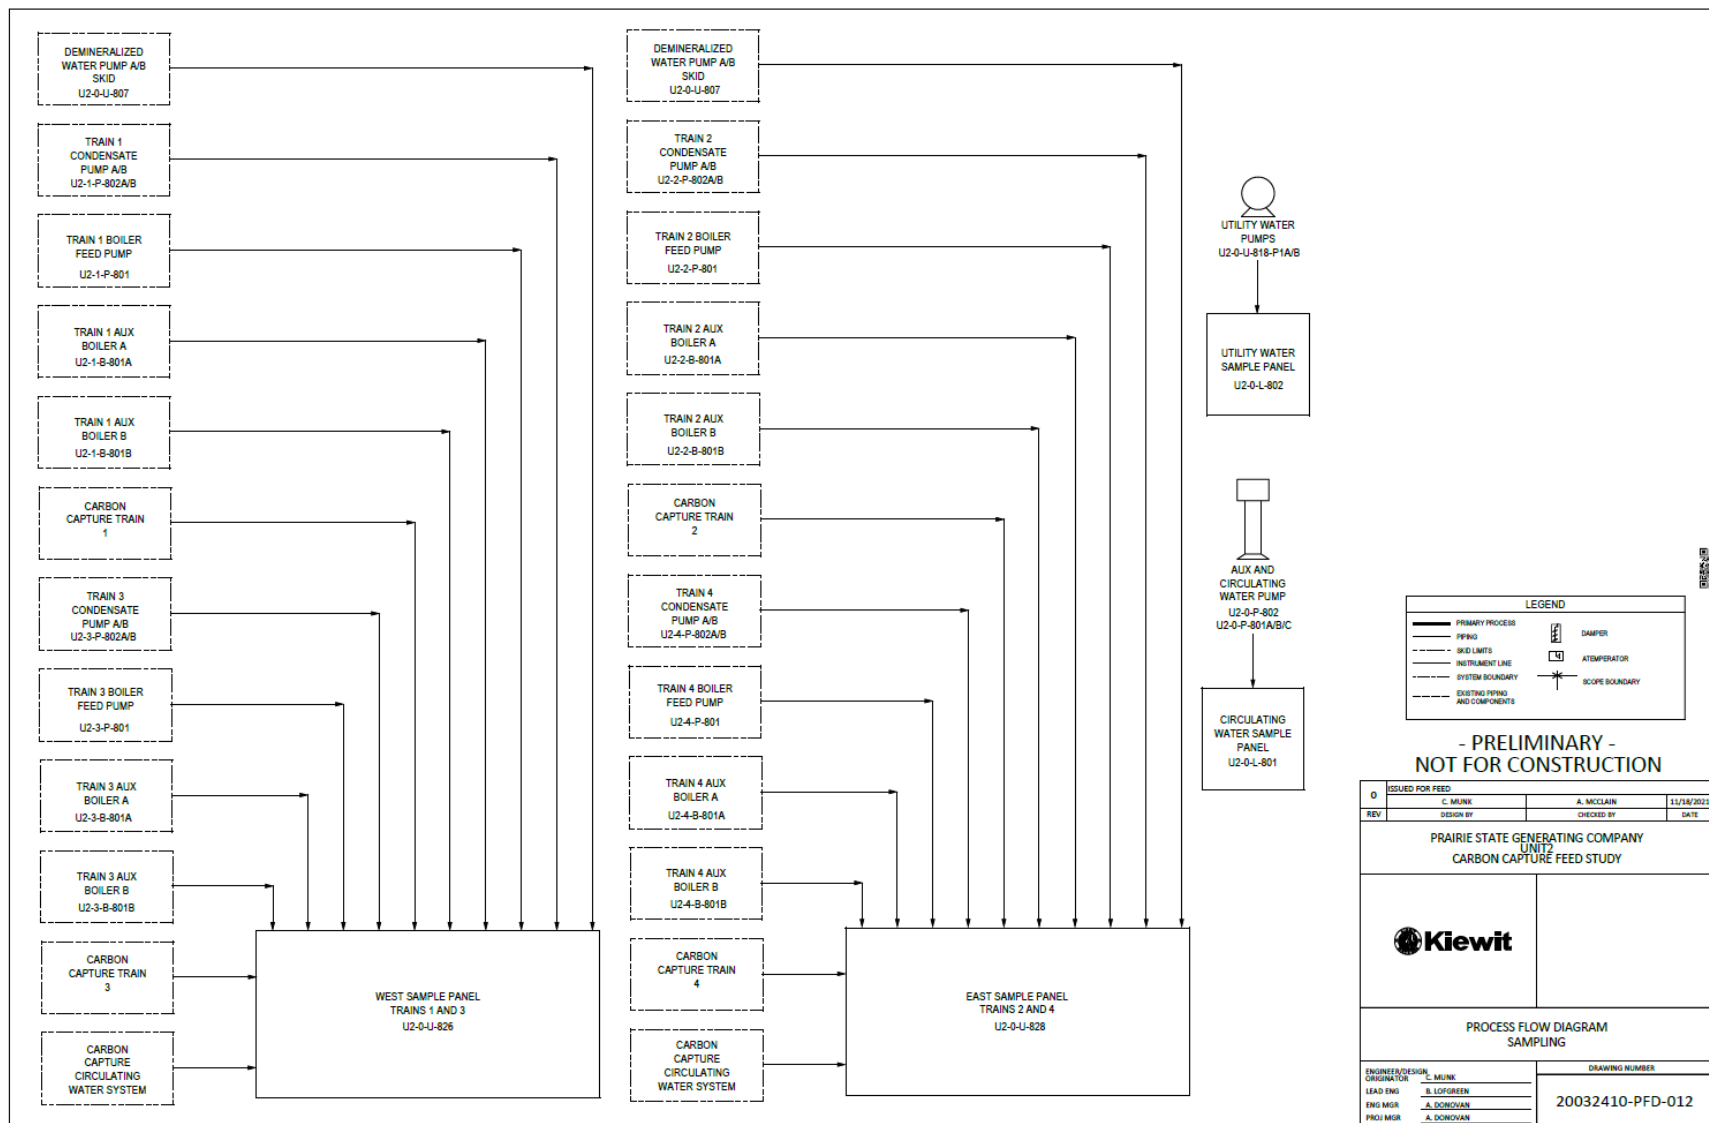 DEMINERALIZED
WATER PUMP A/B
SKID
U2-0-U-807
TRAIN 1
CONDENSATE
PUMP A/B
U2-1-P-802A/B
TRAIN 1 BOILER
FEED PUMP
U2-1-P-801
TRAIN 1 AUX
BOILER A
U2-1-B-801A
TRAIN 1 AUX
BOILER B
U2-1-B-801B
CARBON
CAPTURE TRAIN
1
TRAIN 3
CONDENSATE
PUMP A/B
U2-3-P-802A/B
TRAIN 3 BOILER
FEED PUMP
U2-3-P-801
TRAIN 3 AUX
BOILER A
U2-3-B-801A
TRAIN 3 AUX
BOILER B
U2-3-B-801B
CARBON
CAPTURE TRAIN
3
CARBON
CAPTURE
CIRCULATING
WATER SYSTEM
WEST SAMPLE PANEL
TRAINS 1 AND 3
U2-0-U-826
DEMINERALIZED
WATER PUMP A/B
SKID
U2-0-U-807
TRAIN 2
CONDENSATE
PUMP A/B
U2-2-P-802A/B
TRAIN 2 BOILER
FEED PUMP
U2-2-P-801
TRAIN 2 AUX
BOILER A
U2-2-B-801A
TRAIN 2 AUX
BOILER B
U2-2-B-801B
CARBON
CAPTURE TRAIN
2
TRAIN 4
CONDENSATE
PUMP A/B
U2-4-P-802A/B
TRAIN 4 BOILER
FEED PUMP
U2-4-P-801
TRAIN 4 AUX
BOILER A
U2-4-B-801A
TRAIN 4 AUX
BOILER B
U2-4-B-801B
CARBON
CAPTURE TRAIN
4
CARBON
CAPTURE
CIRCULATING
WATER SYSTEM
EAST SAMPLE PANEL
TRAINS 2 AND 4
U2-0-U-828
UTILITY WATER
PUMPS
U2-0-U-818-P1A/B
UTILITY WATER
SAMPLE PANEL
U2-0-L-802
AUX AND
CIRCULATING
WATER PUMP
U2-0-P-802
U2-0-P-801A/B/C
CIRCULATING
WATER SAMPLE
PANEL
U2-0-L-801
LEGEND
PRIMARY PROCESS
PIPING
SKID LIMITS
INSTRUMENT LINE
SYSTEM BOUNDARY
EXISTING PIPING
AND COMPONENTS
DAMPER
ATEMPERATOR
SCOPE BOUNDARY
- PRELIMINARY -
NOT FOR CONSTRUCTION
0 ISSUED FOR FEED
C. MUNK A. MCCLAIN 11/18/2021
REV DESIGN BY CHECKED BY DATE
PRAIRIE STATE GENERATING COMPANY
UNIT2
CARBON CAPTURE FEED STUDY
Kiewit
PROCESS FLOW DIAGRAM
SAMPLING
ENGINEER/DESIGN
ORIGINATOR C. MUNK
LEAD ENG B. LOFGREEN
ENG MGR A. DONOVAN
PROJ MGR A. DONOVAN
DRAWING NUMBER
20032410-PFD-012